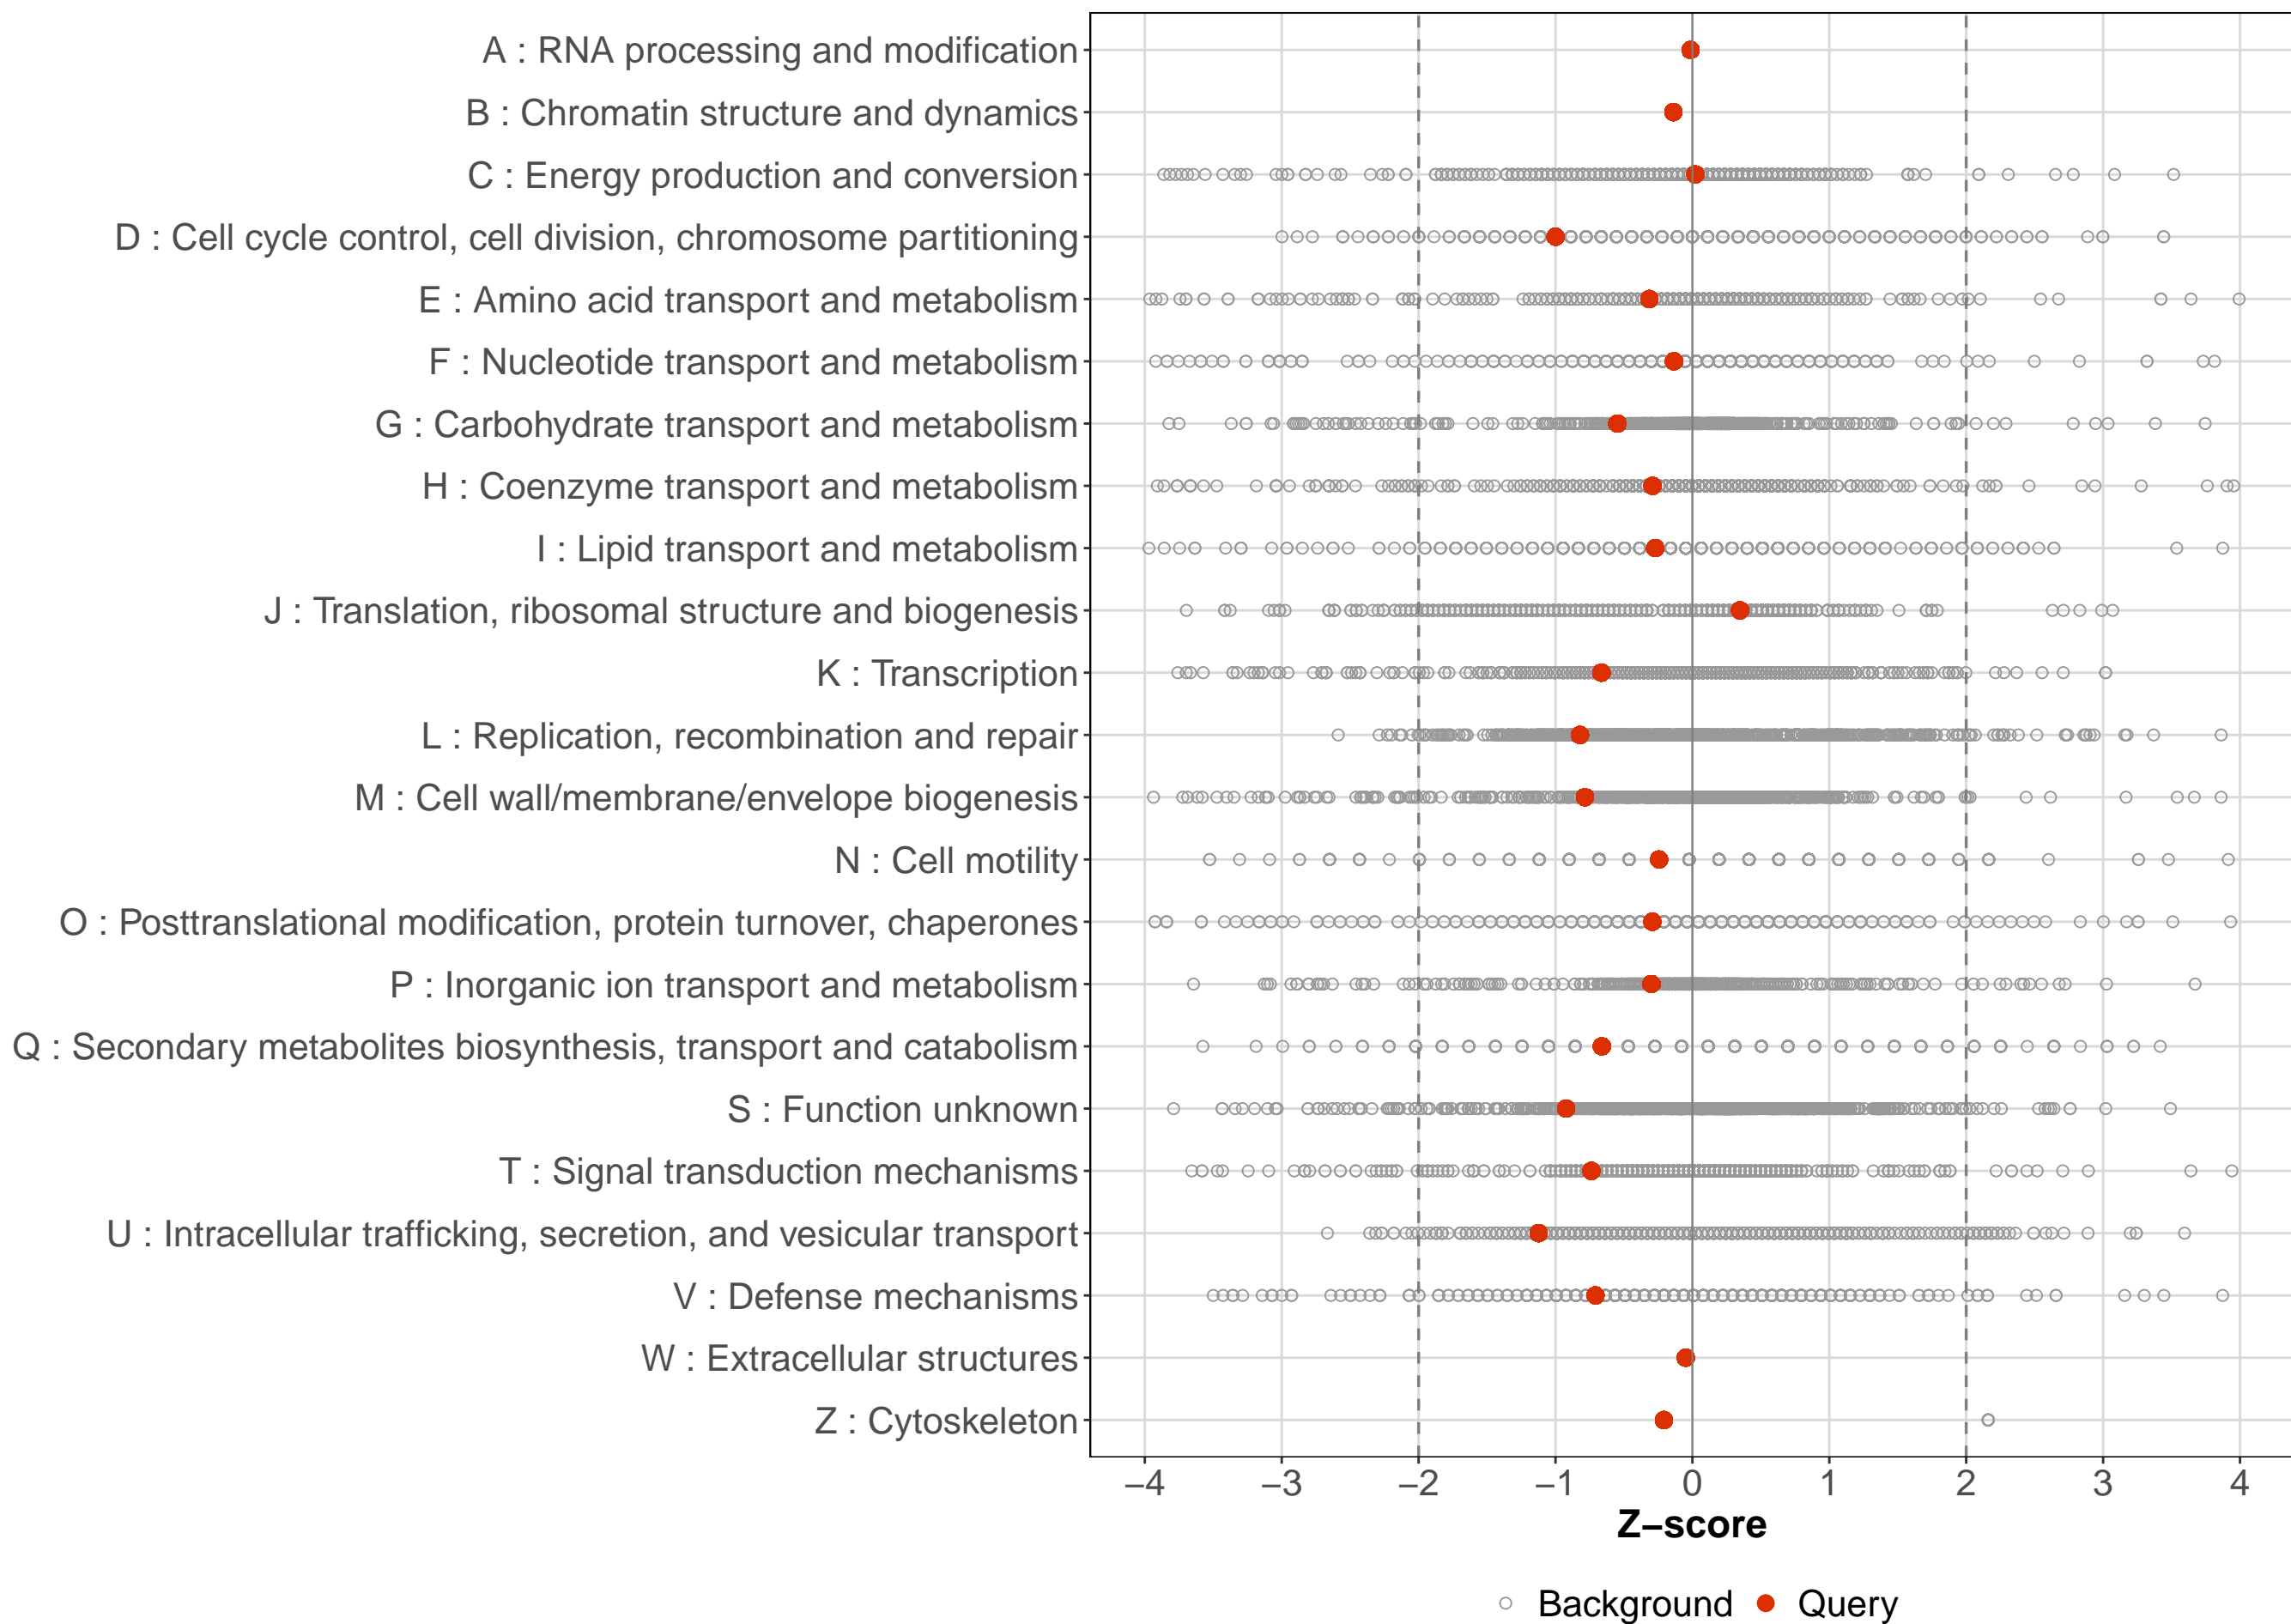 A : RNA processing and modification
B : Chromatin structure and dynamics
C : Energy production and conversion
D : Cell cycle control, cell division, chromosome partitioning
E : Amino acid transport and metabolism
F : Nucleotide transport and metabolism
G : Carbohydrate transport and metabolism
H : Coenzyme transport and metabolism
I : Lipid transport and metabolism
J : Translation, ribosomal structure and biogenesis
K : Transcription
L : Replication, recombination and repair
M : Cell wall/membrane/envelope biogenesis
N : Cell motility
O : Posttranslational modification, protein turnover, chaperones
P : Inorganic ion transport and metabolism
Q : Secondary metabolites biosynthesis, transport and catabolism
S : Function unknown
T : Signal transduction mechanisms
U : Intracellular trafficking, secretion, and vesicular transport
V : Defense mechanisms
W : Extracellular structures
Z : Cytoskeleton
−4 −3 −2 −1 0 1 2 3 4
Z−score
Background Query